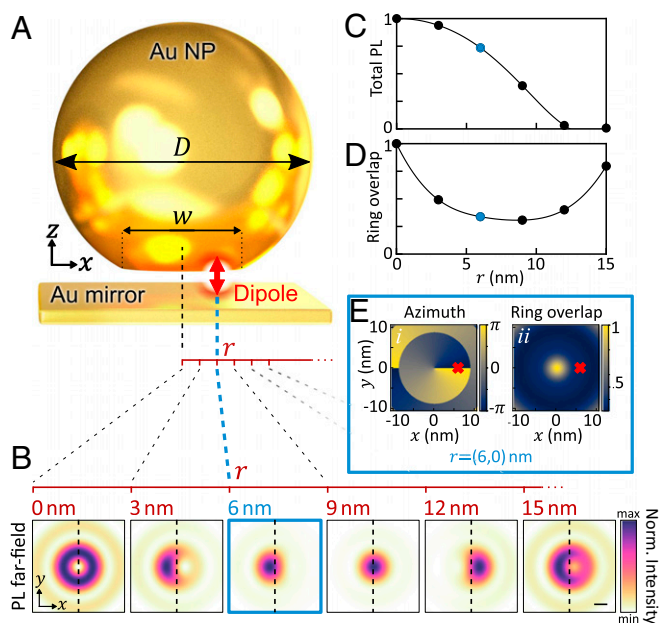 A
Au NP
D
w
z
x
Au mirror
Dipole
r
C
1
Total PL
D
1
Ring overlap
0
5
10
15
r (nm)
E
Azimuth
Ring overlap
i
ii
10
0
-10
y (nm)
-10
0
10
x (nm)
π
0
-π
-10
0
10
x (nm)
1
.5
r=(6,0) nm
B
r
0 nm
3 nm
6 nm
9 nm
12 nm
15 nm
PL far-field
y
x
max
min
Norm. Intensity